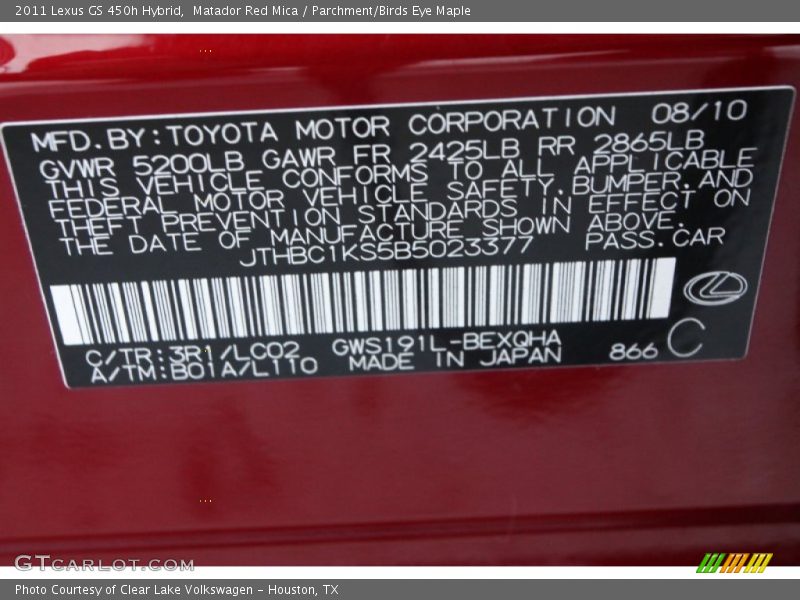 2011 Lexus GS 450h Hybrid,  Matador Red Mica / Parchment/Birds Eye Maple
MFD.BY:TOYOTA MOTOR CORPORATION 08/10
GVWR 5200LB GAWR FR 2425LB RR 2865LB
THIS VEHICLE CONFORMS TO ALL APPLICABLE
FEDERAL MOTOR VEHICLE SAFETY,BUMPER,AND
THEFT PREVENTION STANDARDS IN EFFECT ON
THE DATE OF MANUFACTURE SHOWN ABOVE.
JTHBC1KS5B5023377 PASS.CAR
C/TR:3R1/LC02 GWS191L-BEXQHA
A/TM:B01A/L110 MADE IN JAPAN 866 C
GTCARLOT.COM
Photo Courtesy of Clear Lake Volkswagen - Houston, TX